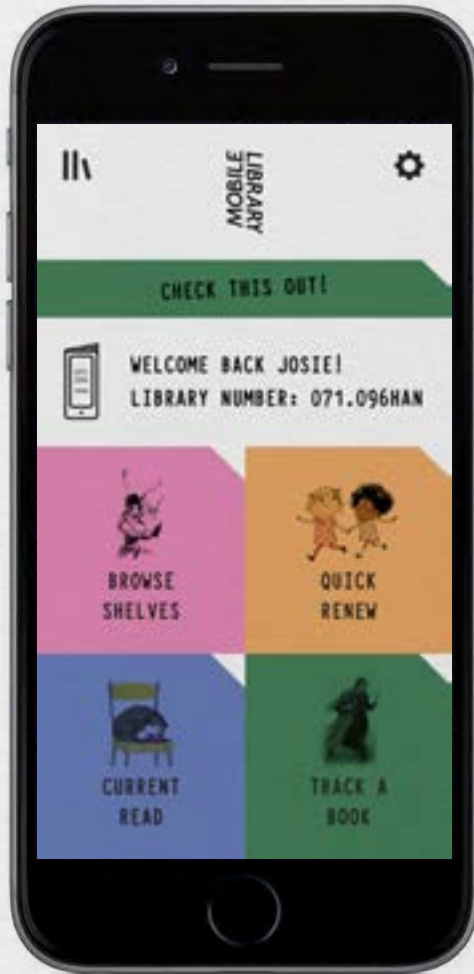 LIBRARY
MOBILE
CHECK THIS OUT!
WELCOME BACK JOSIE!
LIBRARY NUMBER: 071.096HAN
BROWSE
SHELVES
QUICK
RENEW
CURRENT
READ
TRACK A
BOOK